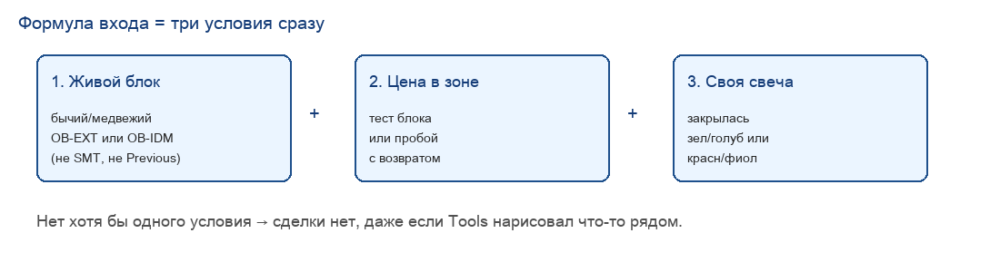 Формула входа = три условия сразу
1. Живой блок
бычий/медвежий
OB-EXT или OB-IDM
(не SMT, не Previous)
+
2. Цена в зоне
тест блока
или пробой
с возвратом
+
3. Своя свеча
закрылась
зел/голуб или
красн/фиол
Нет хотя бы одного условия → сделки нет, даже если Tools нарисовал что-то рядом.